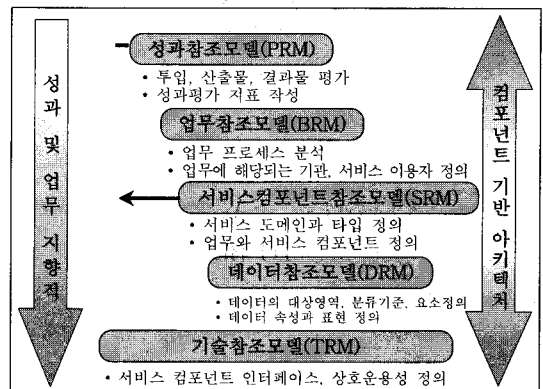 성과참조모델(PRM)
• 투입, 산출물, 결과물 평가
• 성과평가 지표 작성
업무참조모델(BRM)
• 업무 프로세스 분석
• 업무에 해당되는 기관, 서비스 이용자 정의
서비스컴포넌트참조모델(SRM)
• 서비스 도메인과 타입 정의
• 업무와 서비스 컴포넌트 정의
데이터참조모델(DRM)
• 데이터의 대상영역, 분류기준, 요소정의
• 데이터 속성과 표현 정의
기술참조모델(TRM)
• 서비스 컴포넌트 인터페이스, 상호운용성 정의
성과 및 업무 지향적
컴포넌트 기반 아키텍처